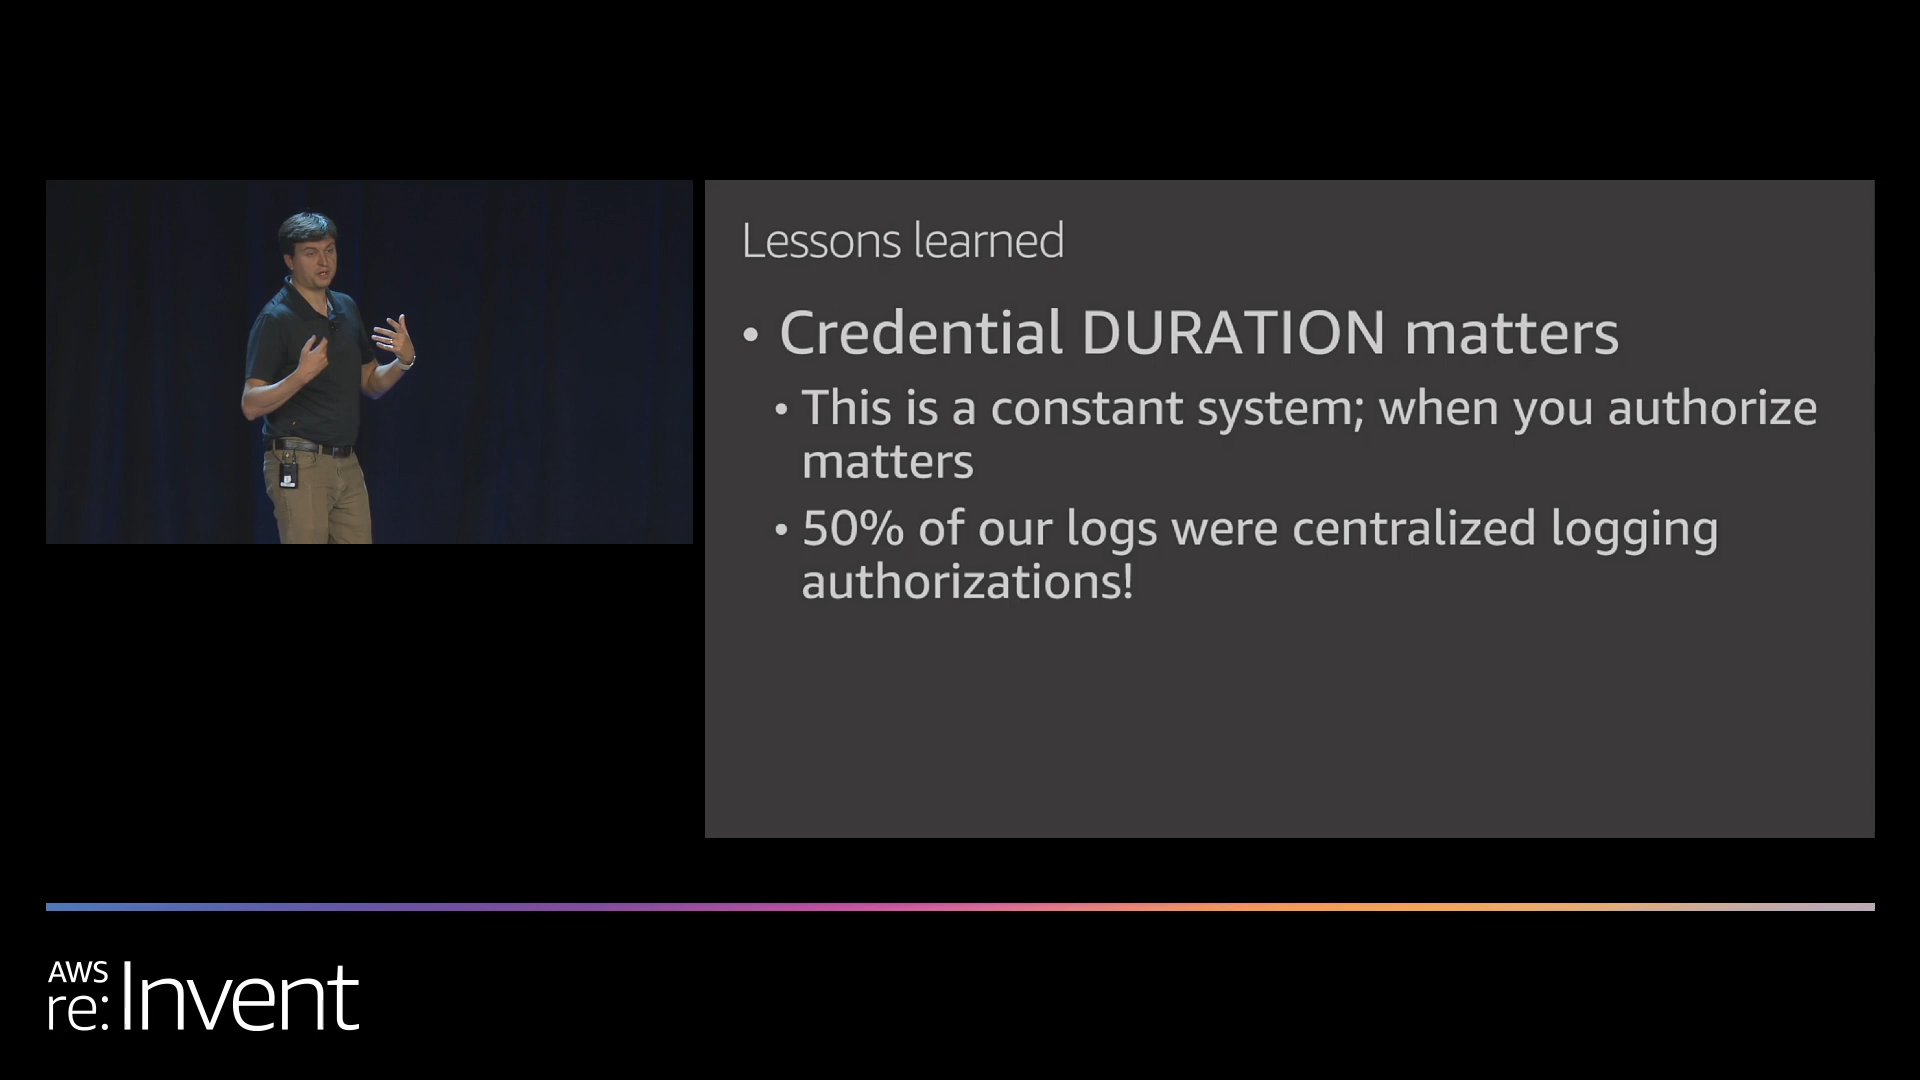 Lessons learned
• Credential DURATION matters
• This is a constant system; when you authorize
matters
• 50% of our logs were centralized logging
authorizations!
AWS
re:Invent